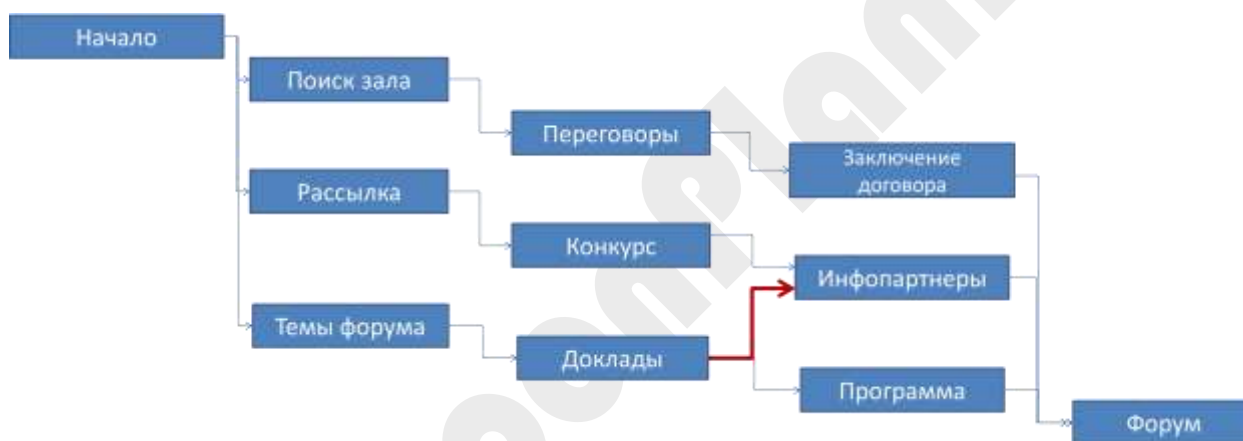 Начало
Поиск зала
Переговоры
Заключение
договора
Рассылка
Конкурс
Инфопартнеры
Темы форума
Доклады
Программа
Форум